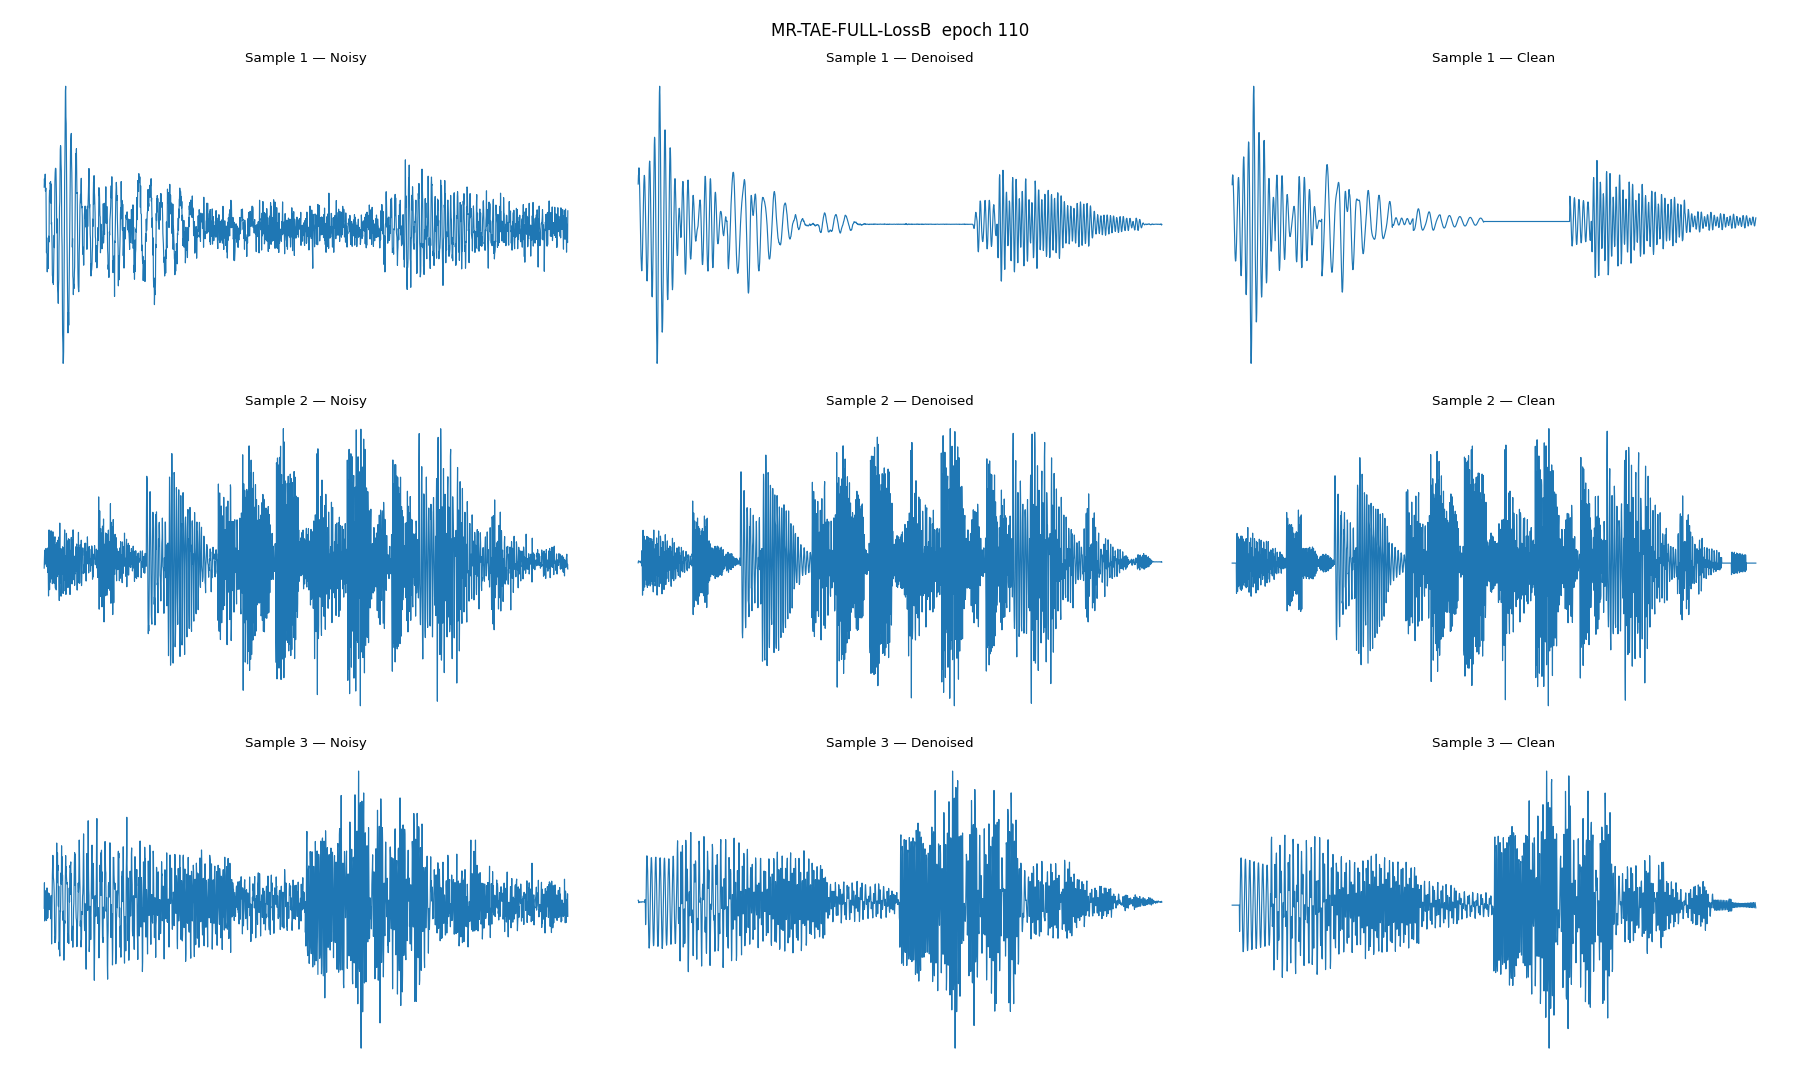 MR-TAE-FULL-LossB  epoch 110
Sample 1 — Noisy
Sample 1 — Denoised
Sample 1 — Clean
Sample 2 — Noisy
Sample 2 — Denoised
Sample 2 — Clean
Sample 3 — Noisy
Sample 3 — Denoised
Sample 3 — Clean